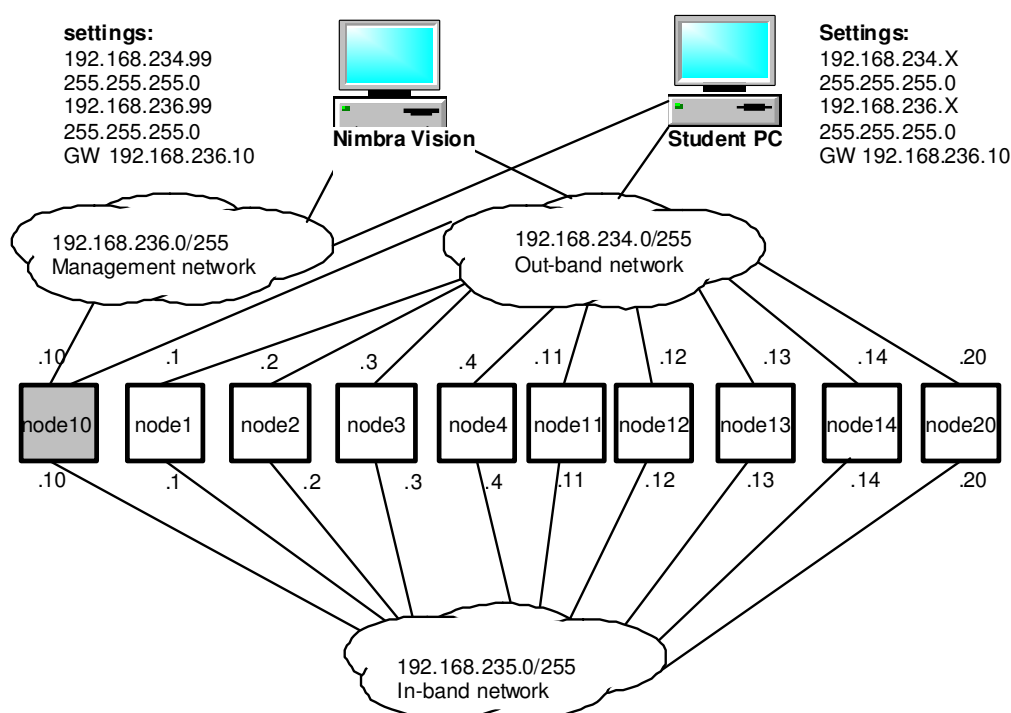 settings:
192.168.234.99
255.255.255.0
192.168.236.99
255.255.255.0
GW 192.168.236.10
Nimbra Vision
Student PC
Settings:
192.168.234.X
255.255.255.0
192.168.236.X
255.255.255.0
GW 192.168.236.10
192.168.236.0/255
Management network
192.168.234.0/255
Out-band network
.10 .1 .2 .3 .4 .11 .12 .13 .14 .20
node10 node1 node2 node3 node4 node11 node12 node13 node14 node20
.10 .1 .2 .3 .4 .11 .12 .13 .14 .20
192.168.235.0/255
In-band network